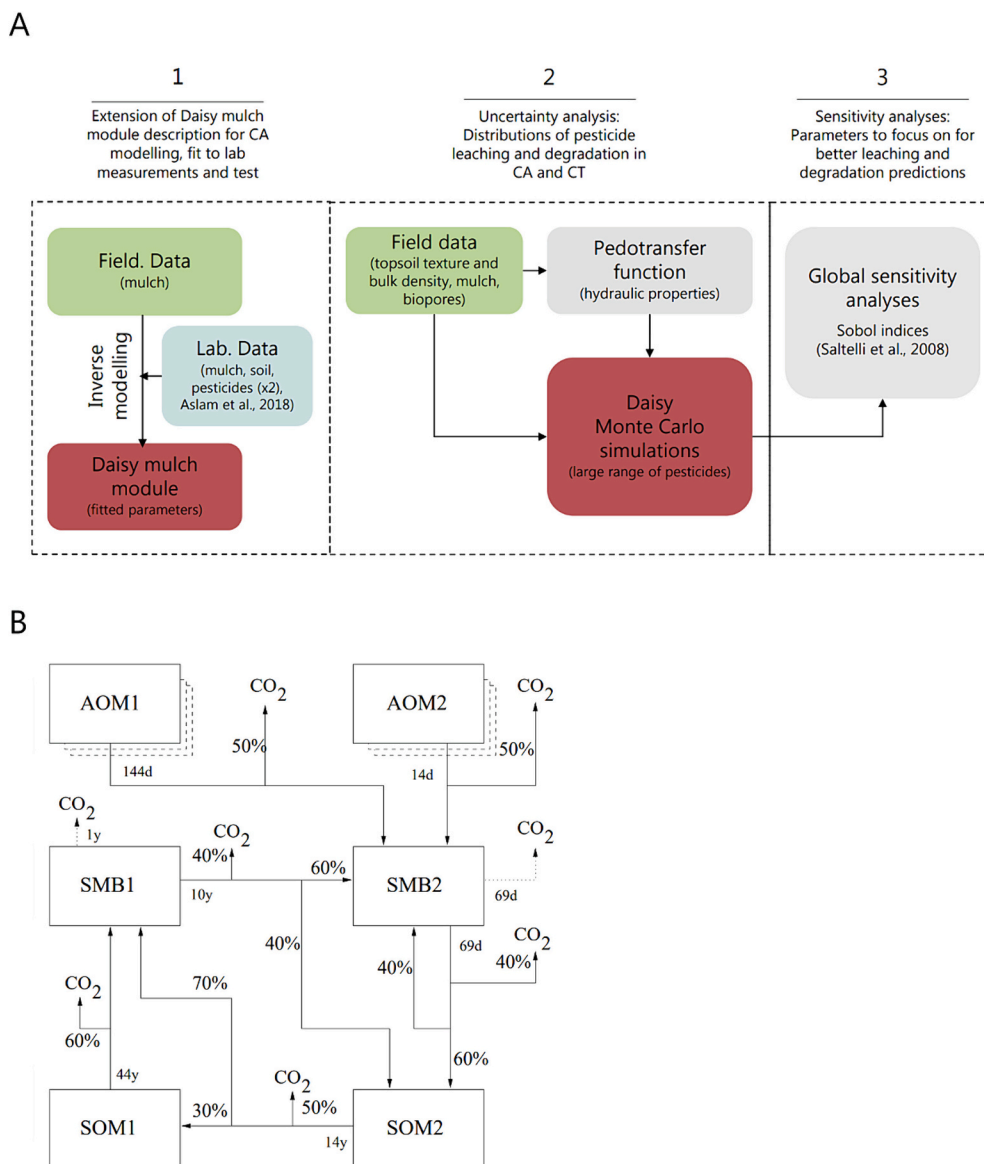 A
1
Extension of Daisy mulch
module description for CA
modelling, fit to lab
measurements and test
2
Uncertainty analysis:
Distributions of pesticide
leaching and degradation in
CA and CT
3
Sensitivity analyses:
Parameters to focus on for
better leaching and
degradation predictions
Field. Data
(mulch)
Inverse
modelling
Lab. Data
(mulch, soil,
pesticides (x2),
Aslam et al., 2018)
Daisy mulch
module
(fitted parameters)
Field data
(topsoil texture and
bulk density, mulch,
biopores)
Pedotransfer
function
(hydraulic properties)
Daisy
Monte Carlo
simulations
(large range of pesticides)
Global sensitivity
analyses
Sobol indices
(Saltelli et al., 2008)
B
AOM1
CO2
AOM2
CO2
50%
50%
144d
14d
CO2
1y
CO2
40%
60%
CO2
SMB1
SMB2
10y
69d
40%
69d
CO2
40%
40%
70%
CO2
60%
60%
44y
CO2
30%
50%
SOM1
SOM2
14y